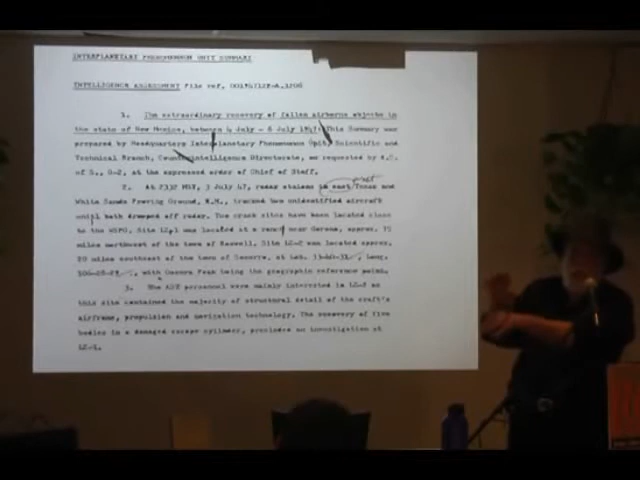 INTERPLANETARY PHENOMENON UNIT SUMMARY
INTELLIGENCE ASSESSMENT File ref.
1. The extraordinary recovery of fallen airborne objects in
the state of New Mexico, between 4 July - 6 July This Summary was
prepared by Headquarters Interplanetary Phenomenon Unit Scientific and
Technical Branch, Counterintelligence Directorate, as requested by A.C.
of S., G-2, at the expressed order of Chief of Staff.
2. At 2332 MST, 3 July 47, radar stations in east Texas and
west
White Sands Proving Ground, N.M., tracked two unidentified aircraft
until both dropped off radar. Two crash sites have been located close
to the WSPG. Site LZ-1 was located at a ranch near Corona, approx. 75
miles northwest of the town of Roswell. Site LZ-2 was located approx.
20 miles southeast of the town of Socorro, at Lat. long.
with Oscura Peak being the geographic reference point.
3. The AST personnel were mainly interested in LZ-2 as
this site contained the majority of structural detail of the craft's
airframe, propulsion and navigation technology. The recovery of five
bodies in a damaged escape cylinder, precludes an investigation at
LZ-1.